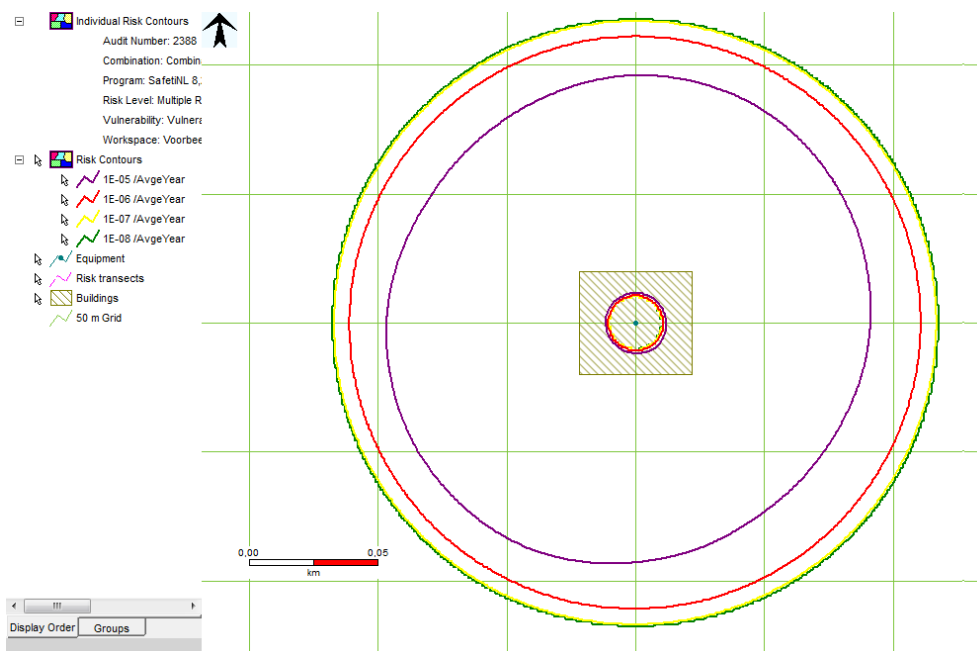 Individual Risk Contours
Audit Number: 2388
Combination: Combin
Program: SafetiNL 8,
Risk Level: Multiple R
Vulnerability: Vulnera
Workspace: Voorbee
Risk Contours
1E-05 /AvgeYear
1E-06 /AvgeYear
1E-07 /AvgeYear
1E-08 /AvgeYear
Equipment
Risk transects
Buildings
50 m Grid
0,00 0,05
km
Display Order Groups